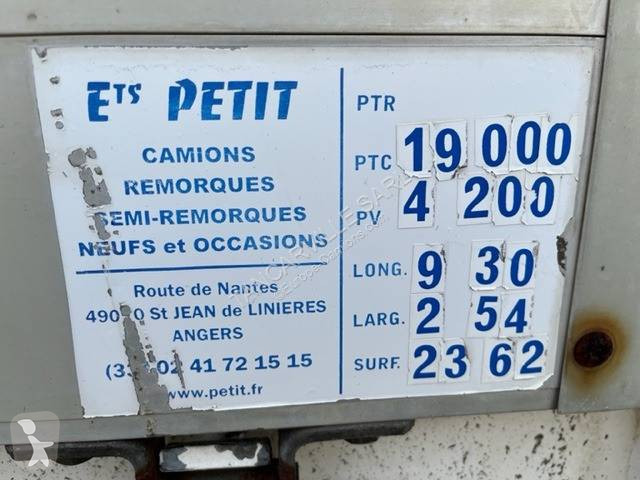 Ets PETIT
CAMIONS
REMORQUES
SEMI-REMORQUES
NEUFS et OCCASIONS
Route de Nantes
St JEAN de LINIERES
ANGERS
02 41 72 15 15
www.petit.fr
PTR
PTC 19 000
PV 4 200
LONG. 9 30
LARG. 2 54
SURF. 23 62
TANCARVILLE SARL